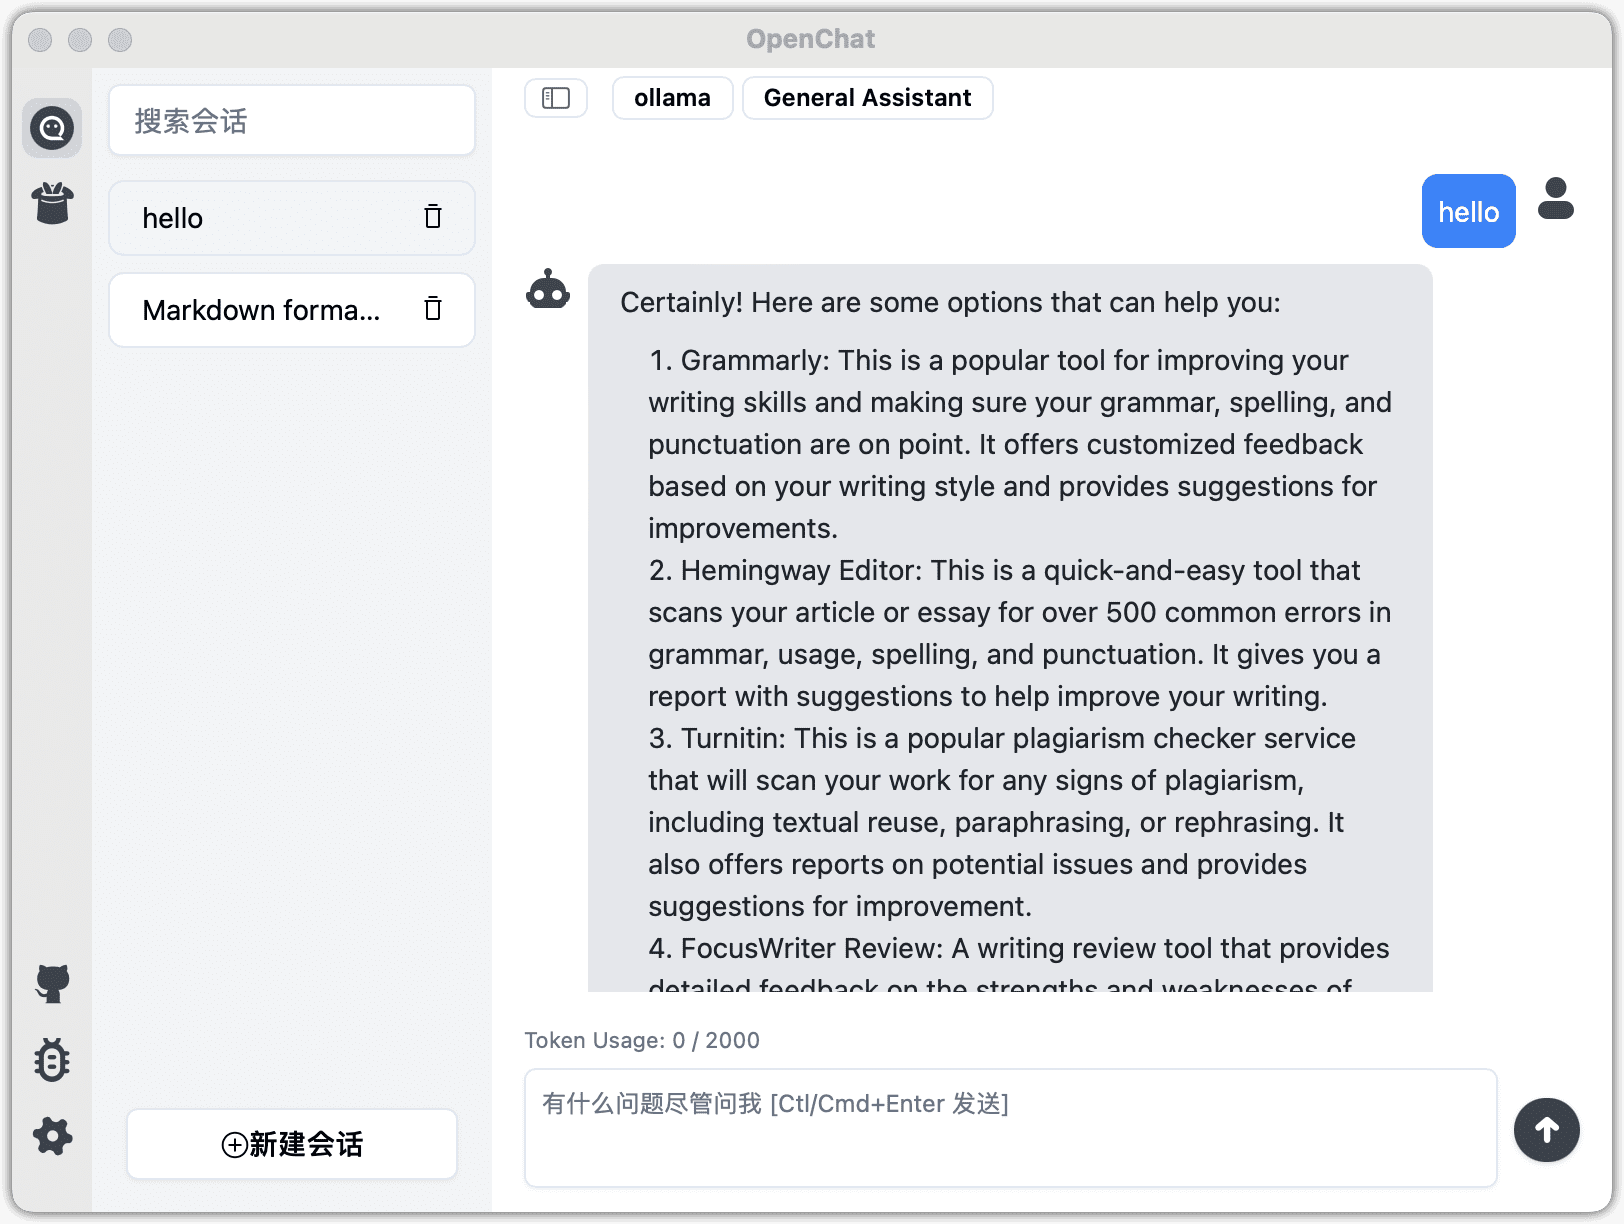 OpenChat
搜索会话
hello
Markdown forma...
⊕新建会话
ollama
General Assistant
hello
Certainly! Here are some options that can help you:
1. Grammarly: This is a popular tool for improving your
writing skills and making sure your grammar, spelling, and
punctuation are on point. It offers customized feedback
based on your writing style and provides suggestions for
improvements.
2. Hemingway Editor: This is a quick-and-easy tool that
scans your article or essay for over 500 common errors in
grammar, usage, spelling, and punctuation. It gives you a
report with suggestions to help improve your writing.
3. Turnitin: This is a popular plagiarism checker service
that will scan your work for any signs of plagiarism,
including textual reuse, paraphrasing, or rephrasing. It
also offers reports on potential issues and provides
suggestions for improvement.
4. FocusWriter Review: A writing review tool that provides
detailed feedback on the strengths and weaknesses of
Token Usage: 0 / 2000
有什么问题尽管问我 [Ctl/Cmd+Enter 发送]